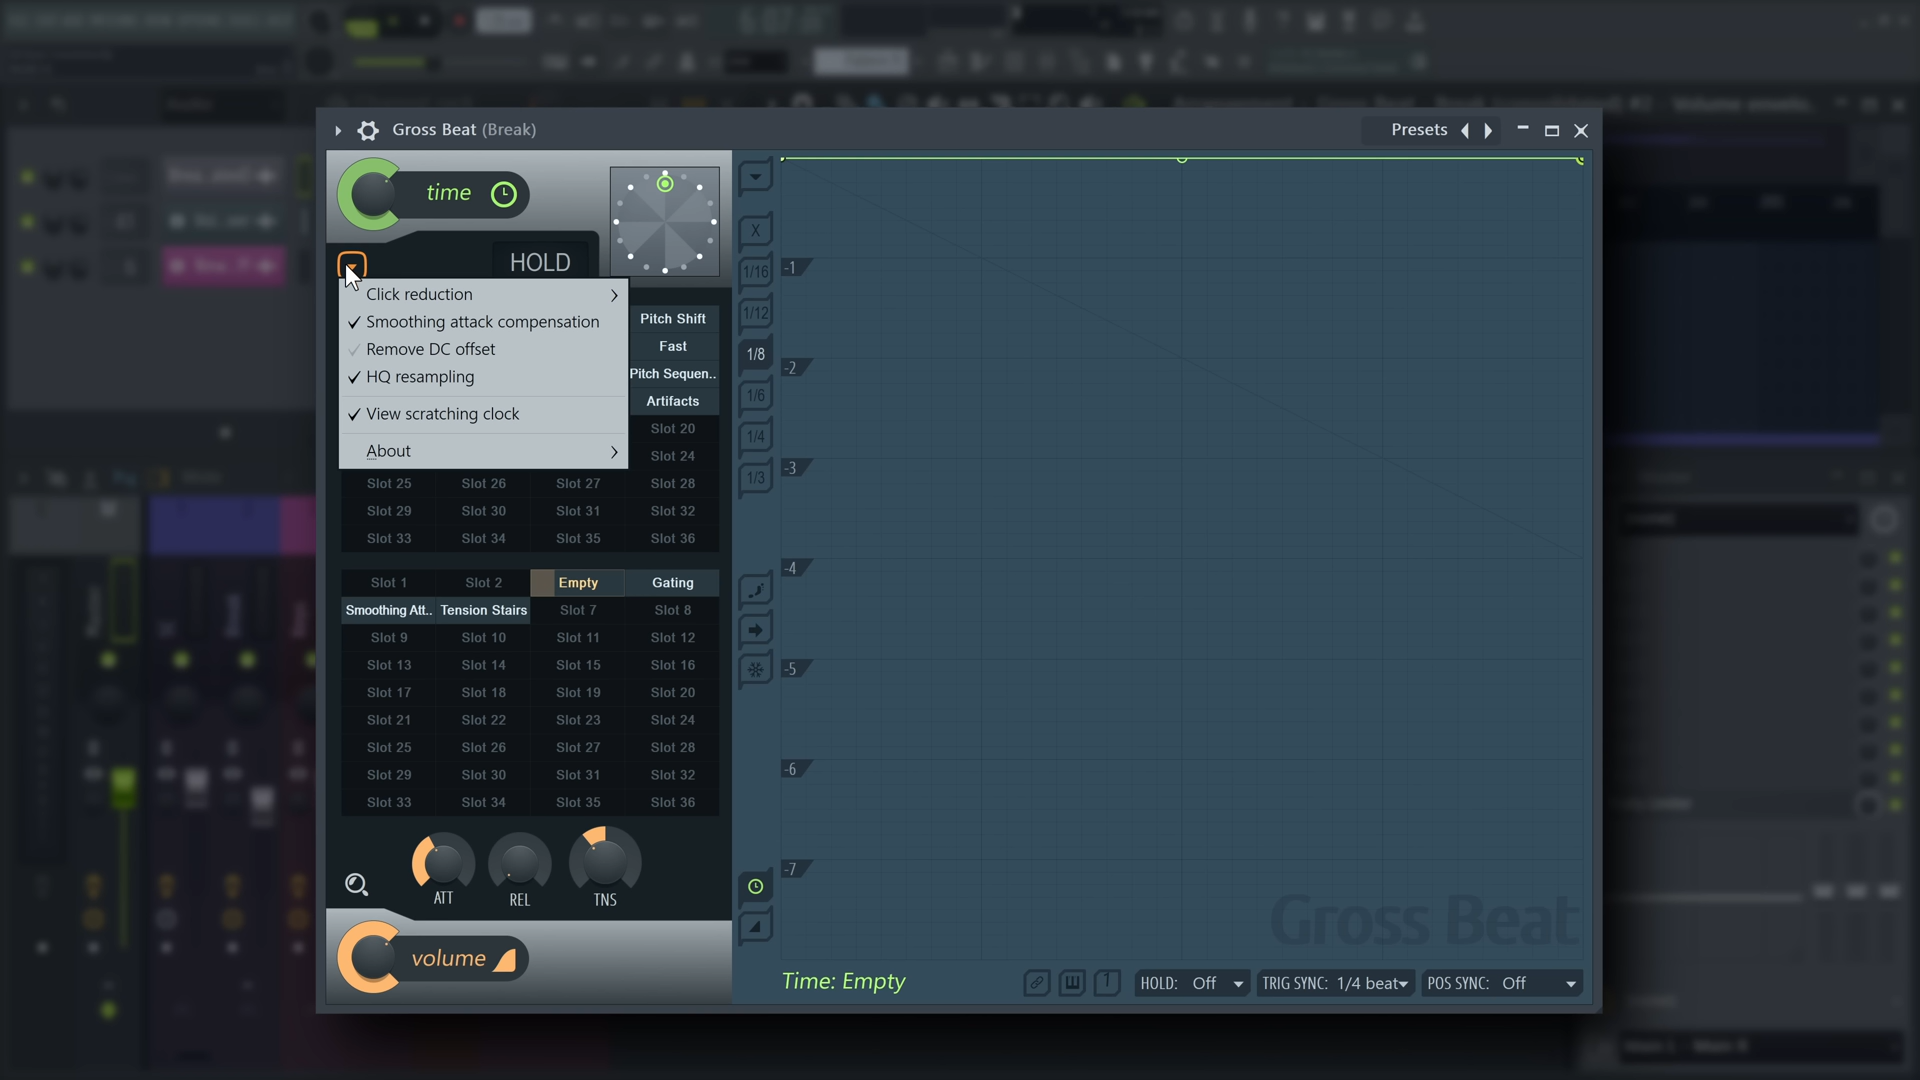 Gross Beat (Break)
Presets
time
HOLD
Click reduction
Smoothing attack compensation
Remove DC offset
HQ resampling
View scratching clock
About
Pitch Shift
Fast
Pitch Sequen..
Artifacts
Slot 20
Slot 24
Slot 25 Slot 26 Slot 27 Slot 28
Slot 29 Slot 30 Slot 31 Slot 32
Slot 33 Slot 34 Slot 35 Slot 36
Slot 1 Slot 2 Empty Gating
Smoothing Att.. Tension Stairs Slot 7 Slot 8
Slot 9 Slot 10 Slot 11 Slot 12
Slot 13 Slot 14 Slot 15 Slot 16
Slot 17 Slot 18 Slot 19 Slot 20
Slot 21 Slot 22 Slot 23 Slot 24
Slot 25 Slot 26 Slot 27 Slot 28
Slot 29 Slot 30 Slot 31 Slot 32
Slot 33 Slot 34 Slot 35 Slot 36
ATT REL TNS
volume
X
1/16
1/12
1/8
1/6
1/4
1/3
-1
-2
-3
-4
-5
-6
-7
Gross Beat
Time: Empty
1
HOLD: Off
TRIG SYNC: 1/4 beat
POS SYNC: Off